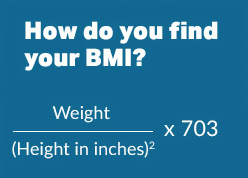 How do you find
your BMI?
Weight
(Height in inches)² x 703